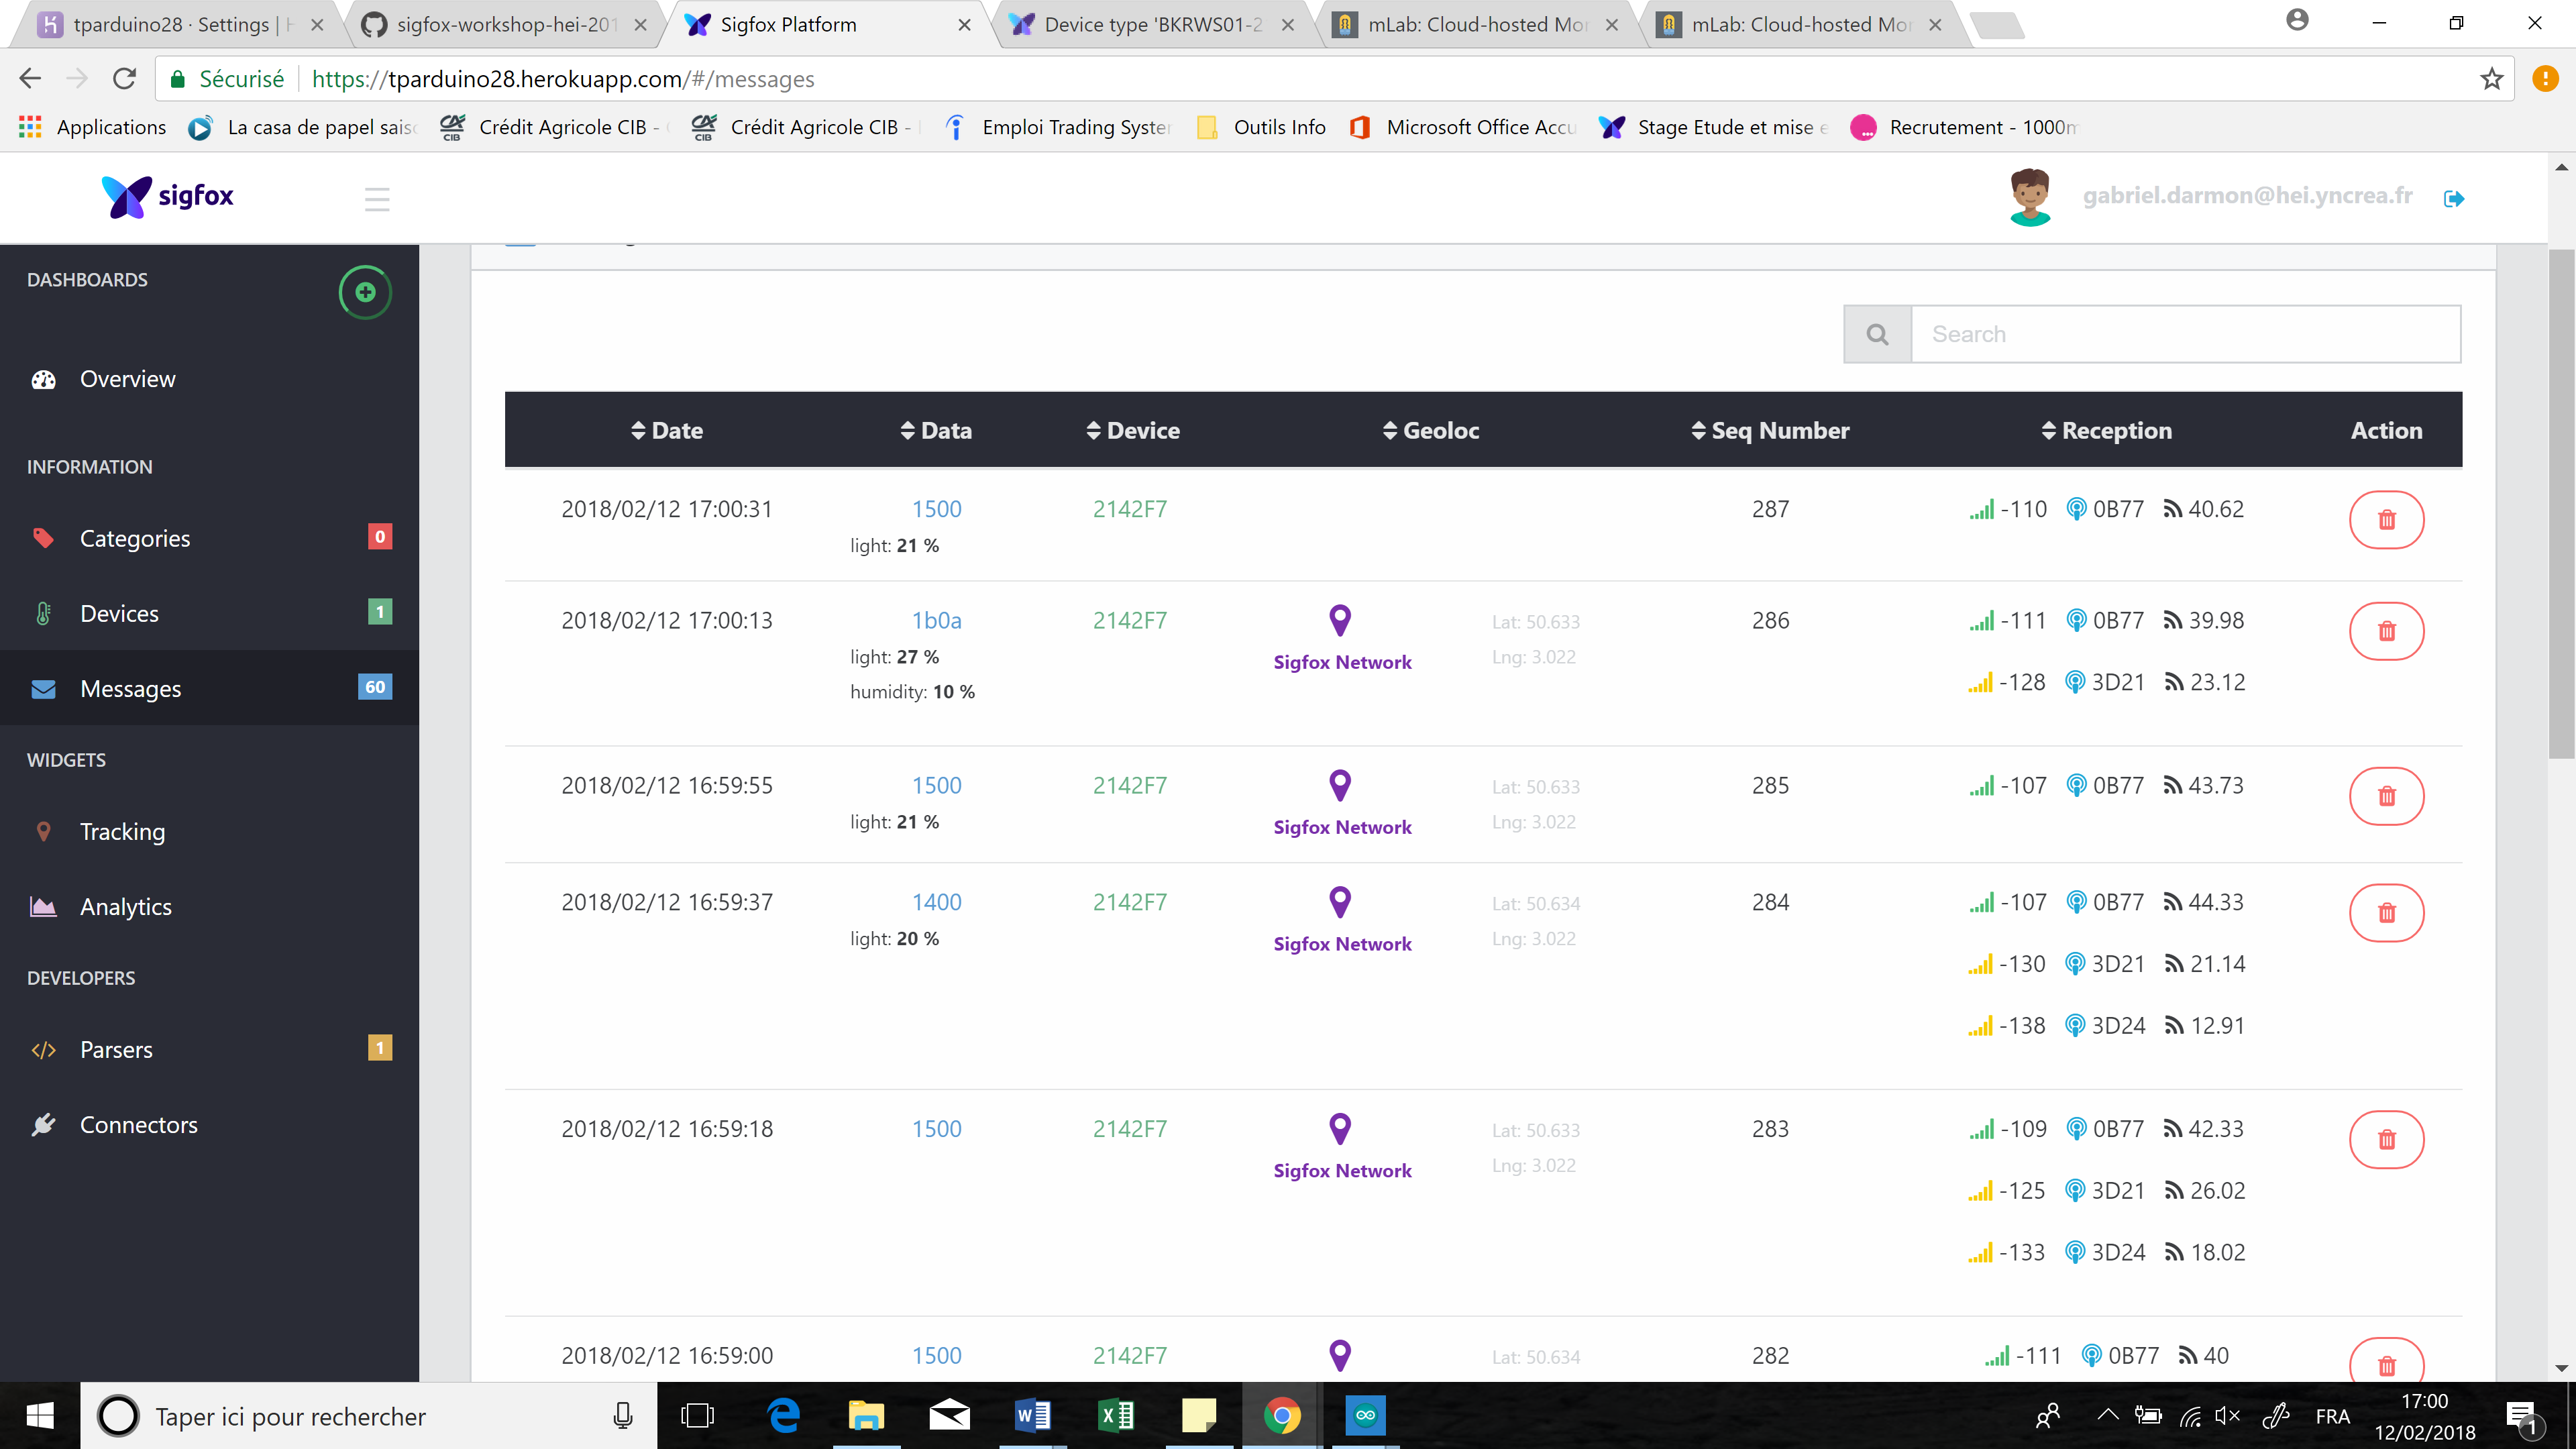 tparduino28 · Settings | H
sigfox-workshop-hei-201
Sigfox Platform
Device type 'BKRWS01-2
mLab: Cloud-hosted Mon
mLab: Cloud-hosted Mon
Sécurisé https://tparduino28.herokuapp.com/#/messages
Applications La casa de papel saiso Crédit Agricole CIB - Crédit Agricole CIB - Emploi Trading System Outils Info Microsoft Office Accu Stage Etude et mise e Recrutement - 1000m
sigfox
gabriel.darmon@hei.yncrea.fr
DASHBOARDS
Overview
INFORMATION
Categories 0
Devices 1
Messages 60
WIDGETS
Tracking
Analytics
DEVELOPERS
Parsers 1
Connectors
Search
Date Data Device Geoloc Seq Number Reception Action
2018/02/12 17:00:31 1500 2142F7 287 -110 0B77 40.62
light: 21 %
2018/02/12 17:00:13 1b0a 2142F7 Lat: 50.633 286 -111 0B77 39.98
light: 27 % Sigfox Network Lng: 3.022
humidity: 10 % -128 3D21 23.12
2018/02/12 16:59:55 1500 2142F7 Lat: 50.633 285 -107 0B77 43.73
light: 21 % Sigfox Network Lng: 3.022
2018/02/12 16:59:37 1400 2142F7 Lat: 50.634 284 -107 0B77 44.33
light: 20 % Sigfox Network Lng: 3.022
-130 3D21 21.14
-138 3D24 12.91
2018/02/12 16:59:18 1500 2142F7 Lat: 50.633 283 -109 0B77 42.33
Sigfox Network Lng: 3.022
-125 3D21 26.02
-133 3D24 18.02
2018/02/12 16:59:00 1500 2142F7 Lat: 50.634 282 -111 0B77 40
Taper ici pour rechercher
FRA
17:00
12/02/2018
1